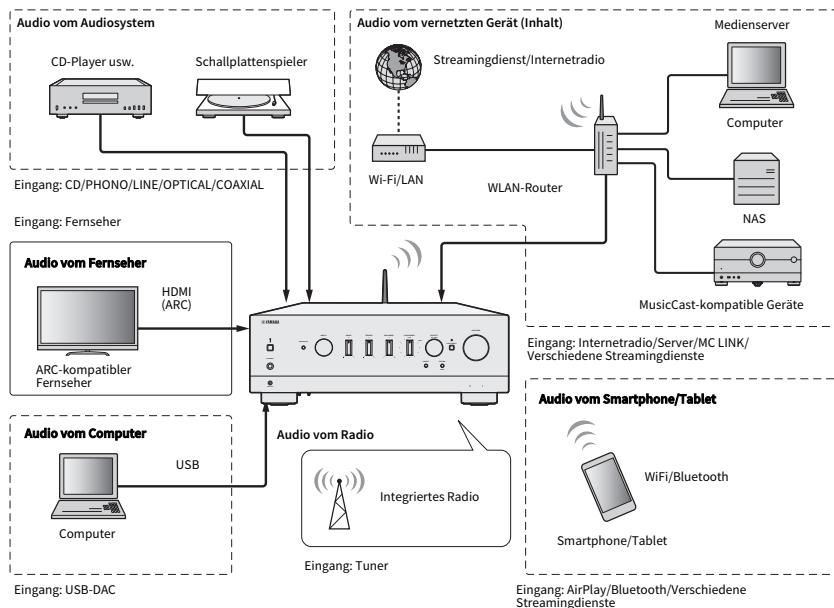 Audio vom Audiosystem
CD-Player usw.
Schallplattenspieler
Eingang: CD/PHONO/LINE/OPTICAL/COAXIAL
Audio vom vernetzten Gerät (Inhalt)
Streamingdienst/Internetradio
Medienserver
Computer
Wi-Fi/LAN
WLAN-Router
NAS
MusicCast-kompatible Geräte
Eingang: Internetradio/Server/MC LINK/
Verschiedene Streamingdienste
Eingang: Fernseher
Audio vom Fernseher
HDMI
(ARC)
ARC-kompatibler
Fernseher
YAMAHA
Audio vom Computer
USB
Computer
Eingang: USB-DAC
Audio vom Radio
Integriertes Radio
Eingang: Tuner
Audio vom Smartphone/Tablet
WiFi/Bluetooth
Smartphone/Tablet
Eingang: AirPlay/Bluetooth/Verschiedene
Streamingdienste